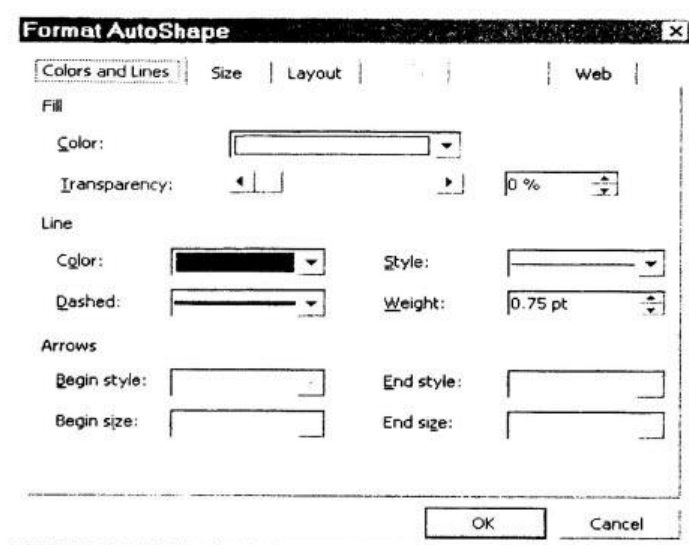 Format AutoShape
Colors and Lines Size Layout Web
Fill
Color:
Transparency: 0 %
Line
Color: Style:
Dashed: Weight: 0.75 pt
Arrows
Begin style: End style:
Begin size: End size:
OK Cancel